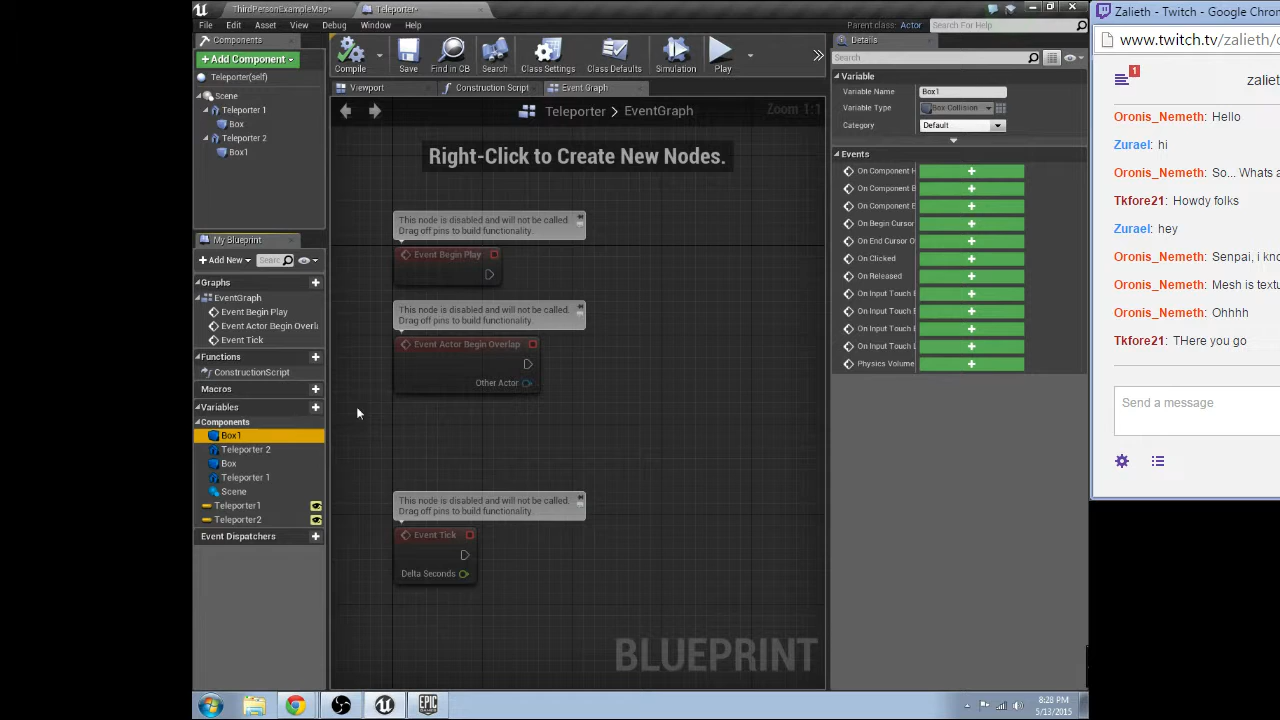 ThirdPersonExampleMap*
Teleporter*
File Edit Asset View Debug Window Help
Parent class: Actor
Search For Help
Components
+Add Component
Teleporter(self)
Scene
Teleporter 1
Box
Teleporter 2
Box1
Compile
Save
Find in CB
Search
Class Settings
Class Defaults
Simulation
Play
Viewport
Construction Script
Event Graph
Teleporter > EventGraph
Zoom 1:1
Right-Click to Create New Nodes.
This node is disabled and will not be called.
Drag off pins to build functionality.
Event Begin Play
This node is disabled and will not be called.
Drag off pins to build functionality.
Event Actor Begin Overlap
Other Actor
This node is disabled and will not be called.
Drag off pins to build functionality.
Event Tick
Delta Seconds
BLUEPRINT
My Blueprint
+Add New
Searc
Graphs
EventGraph
Event Begin Play
Event Actor Begin Overl
Event Tick
Functions
ConstructionScript
Macros
Variables
Components
Box1
Teleporter 2
Box
Teleporter 1
Scene
Teleporter1
Teleporter2
Event Dispatchers
Details
Search
Variable
Variable Name Box1
Variable Type Box Collision
Category Default
Events
On Component H
On Component B
On Component E
On Begin Cursor
On End Cursor O
On Clicked
On Released
On Input Touch B
On Input Touch E
On Input Touch
On Input Touch L
Physics Volume
Zalieth - Twitch - Google Chrom
www.twitch.tv/zalieth/c
1
zaliet
Oronis_Nemeth: Hello
Zurael: hi
Oronis_Nemeth: So... Whats a
Tkfore21: Howdy folks
Zurael: hey
Oronis_Nemeth: Senpai, i kno
Oronis_Nemeth: Mesh is textu
Oronis_Nemeth: Ohhhh
Tkfore21: THere you go
Send a message
EPIC
GAMES
8:28 PM
5/13/2015